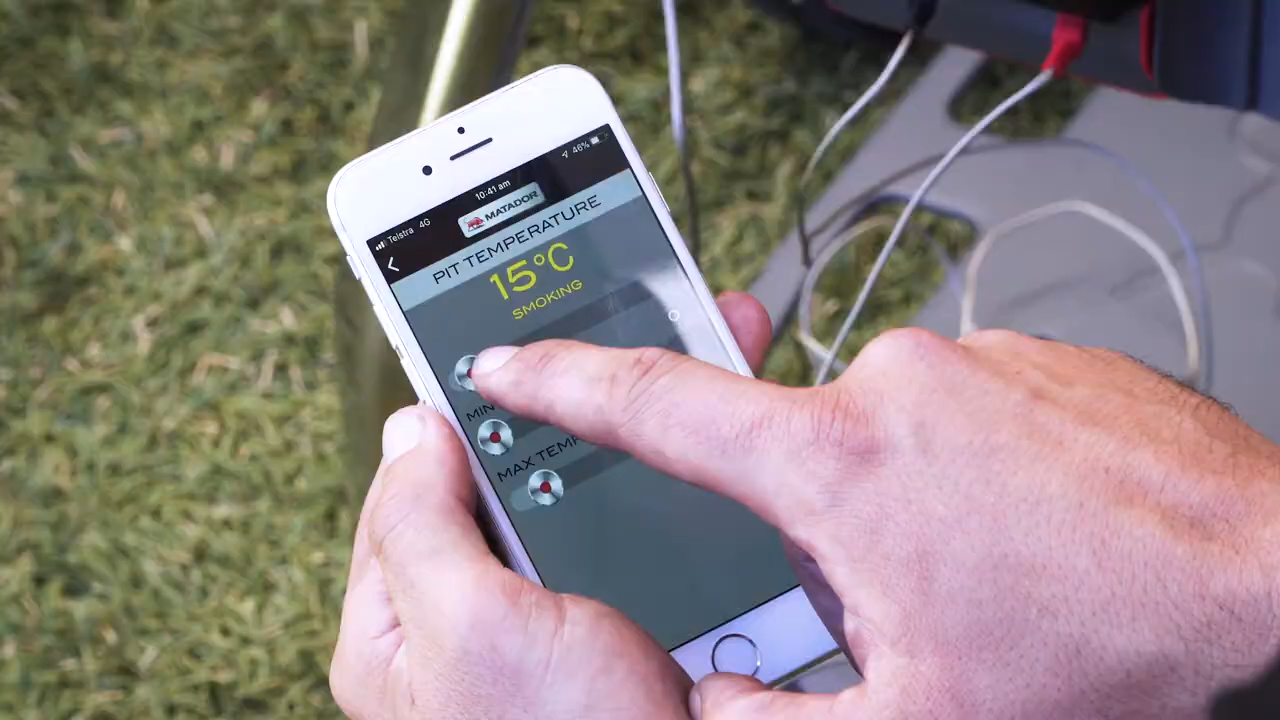 Telstra 4G
10:41 am
46%
MATADOR
PIT TEMPERATURE
15°C
SMOKING
MIN
MAX TEMP